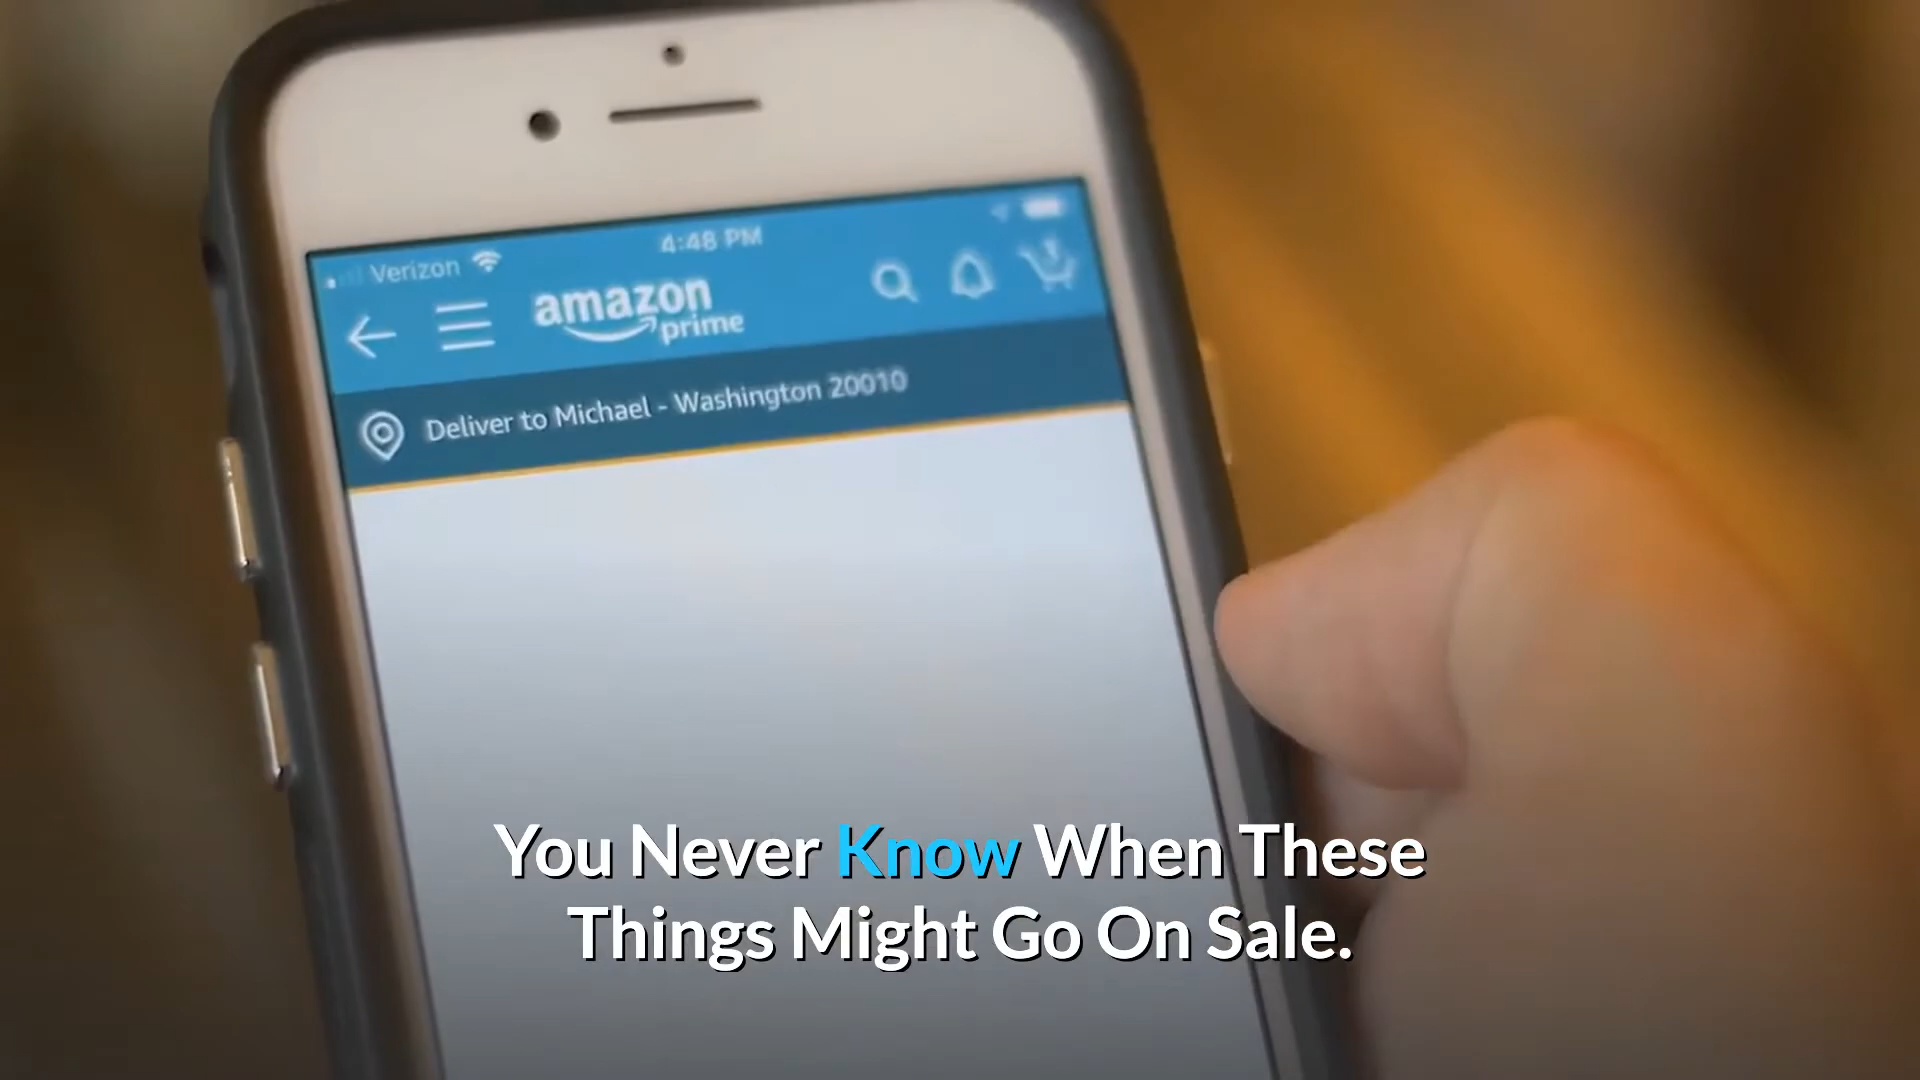 4:48 PM
Verizon
amazon
prime
Deliver to Michael - Washington 20010
You Never Know When These
Things Might Go On Sale.